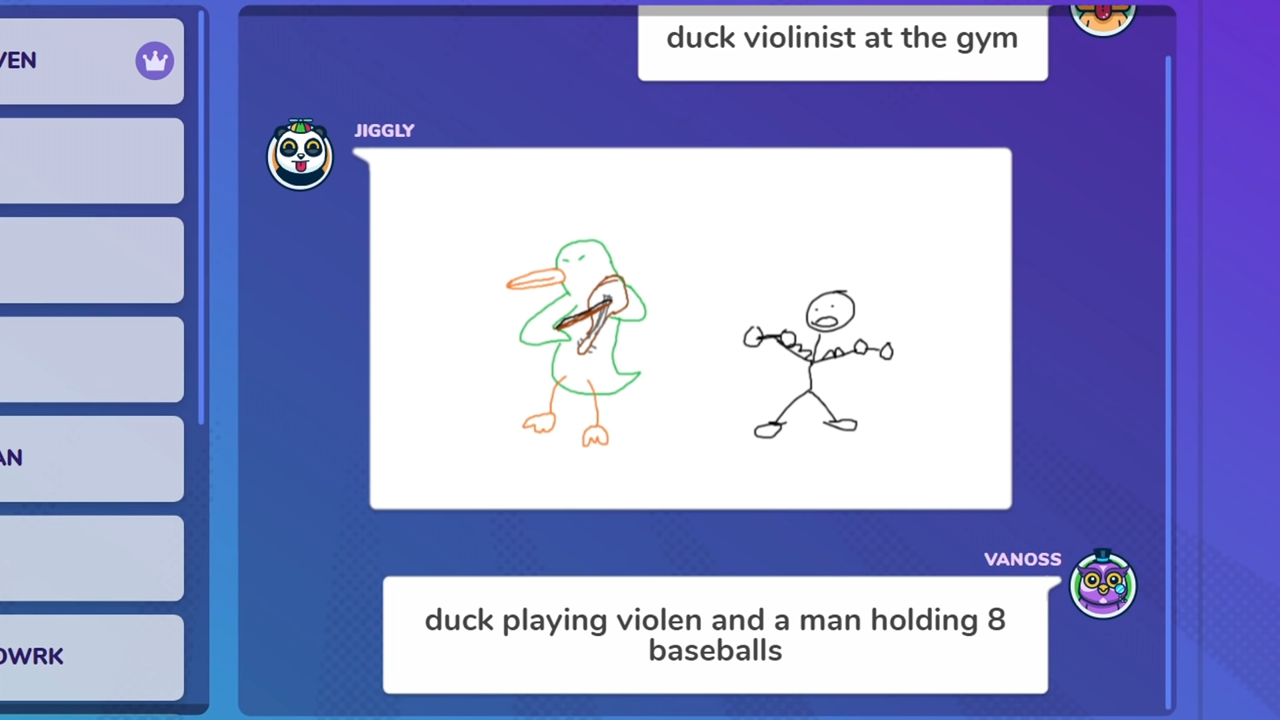 VEN
duck violinist at the gym
JIGGLY
AN
VANOSS
duck playing violen and a man holding 8
baseballs
OWRK